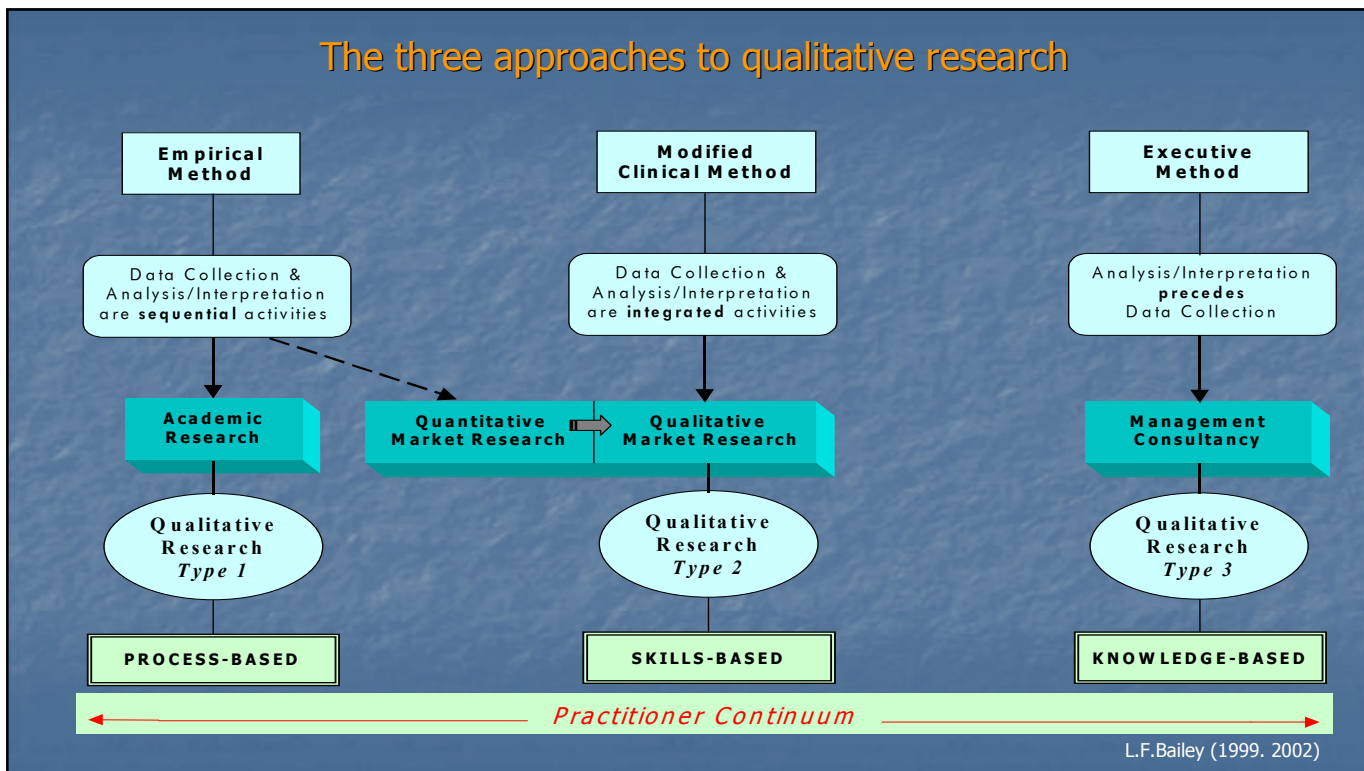 The three approaches to qualitative research
Empirical
Method
Data Collection &
Analysis/Interpretation
are sequential activities
Academic
Research
Qualitative
Research
Type 1
PROCESS-BASED
Modified
Clinical Method
Data Collection &
Analysis/Interpretation
are integrated activities
Quantitative
Market Research
Qualitative
Market Research
Qualitative
Research
Type 2
SKILLS-BASED
Executive
Method
Analysis/Interpretation
precedes
Data Collection
Management
Consultancy
Qualitative
Research
Type 3
KNOWLEDGE-BASED
Practitioner Continuum
L.F.Bailey (1999. 2002)